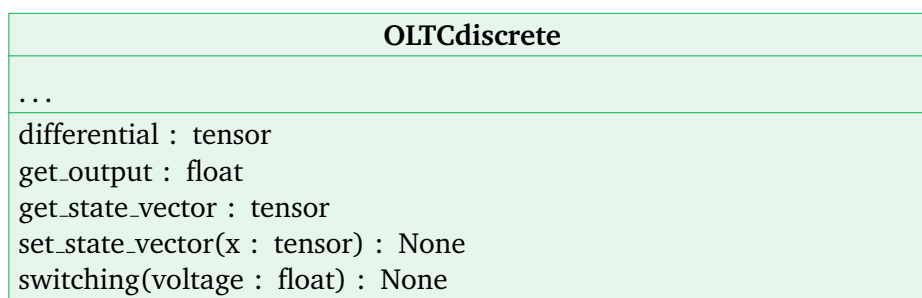 OLTCdiscrete
...
differential : tensor
get_output : float
get_state_vector : tensor
set_state_vector(x : tensor) : None
switching(voltage : float) : None